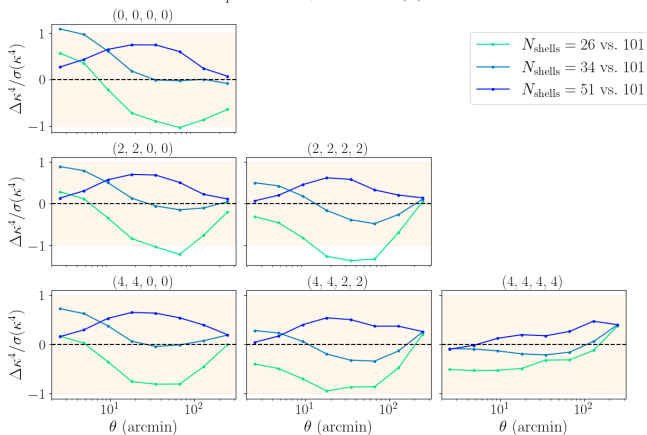 (0, 0, 0, 0)
Δκ⁴/σ(κ⁴)
1
0
−1
N_shells = 26 vs. 101
N_shells = 34 vs. 101
N_shells = 51 vs. 101
(2, 2, 0, 0)
(2, 2, 2, 2)
Δκ⁴/σ(κ⁴)
1
0
−1
(4, 4, 0, 0)
(4, 4, 2, 2)
(4, 4, 4, 4)
Δκ⁴/σ(κ⁴)
1
0
−1
10¹ 10²
10¹ 10²
10¹ 10²
θ (arcmin)
θ (arcmin)
θ (arcmin)